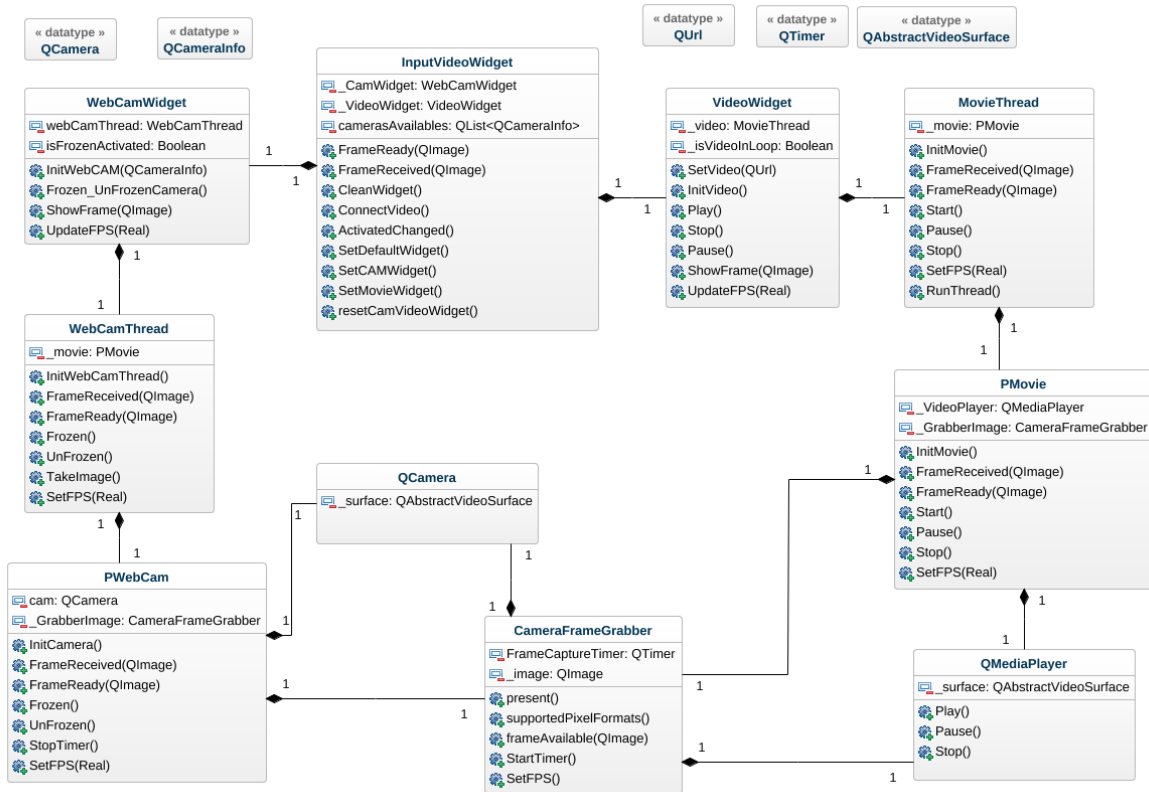 « datatype »
QCamera
« datatype »
QCameraInfo
« datatype »
QUrl
« datatype »
QTimer
« datatype »
QAbstractVideoSurface
InputVideoWidget
_CamWidget: WebCamWidget
_VideoWidget: VideoWidget
camerasAvailables: QList<QCameraInfo>
FrameReady(QImage)
FrameReceived(QImage)
CleanWidget()
ConnectVideo()
ActivatedChanged()
SetDefaultWidget()
SetCAMWidget()
SetMovieWidget()
resetCamVideoWidget()
WebCamWidget
webCamThread: WebCamThread
isFrozenActivated: Boolean
InitWebCAM(QCameraInfo)
Frozen_UnFrozenCamera()
ShowFrame(QImage)
UpdateFPS(Real)
1
1
VideoWidget
_video: MovieThread
_isVideoInLoop: Boolean
SetVideo(QUrl)
InitVideo()
Play()
Stop()
Pause()
ShowFrame(QImage)
UpdateFPS(Real)
1
1
MovieThread
_movie: PMovie
InitMovie()
FrameReceived(QImage)
FrameReady(QImage)
Start()
Pause()
Stop()
SetFPS(Real)
RunThread()
1
1
1
1
WebCamThread
_movie: PMovie
InitWebCamThread()
FrameReceived(QImage)
FrameReady(QImage)
Frozen()
UnFrozen()
TakeImage()
SetFPS(Real)
1
1
PMovie
_VideoPlayer: QMediaPlayer
_GrabberImage: CameraFrameGrabber
InitMovie()
FrameReceived(QImage)
FrameReady(QImage)
Start()
Pause()
Stop()
SetFPS(Real)
QCamera
_surface: QAbstractVideoSurface
1
1
1
1
1
1
PWebCam
cam: QCamera
_GrabberImage: CameraFrameGrabber
InitCamera()
FrameReceived(QImage)
FrameReady(QImage)
Frozen()
UnFrozen()
StopTimer()
SetFPS(Real)
1
1
1
1
CameraFrameGrabber
FrameCaptureTimer: QTimer
_image: QImage
present()
supportedPixelFormats()
frameAvailable(QImage)
StartTimer()
SetFPS()
1
1
1
1
QMediaPlayer
_surface: QAbstractVideoSurface
Play()
Pause()
Stop()